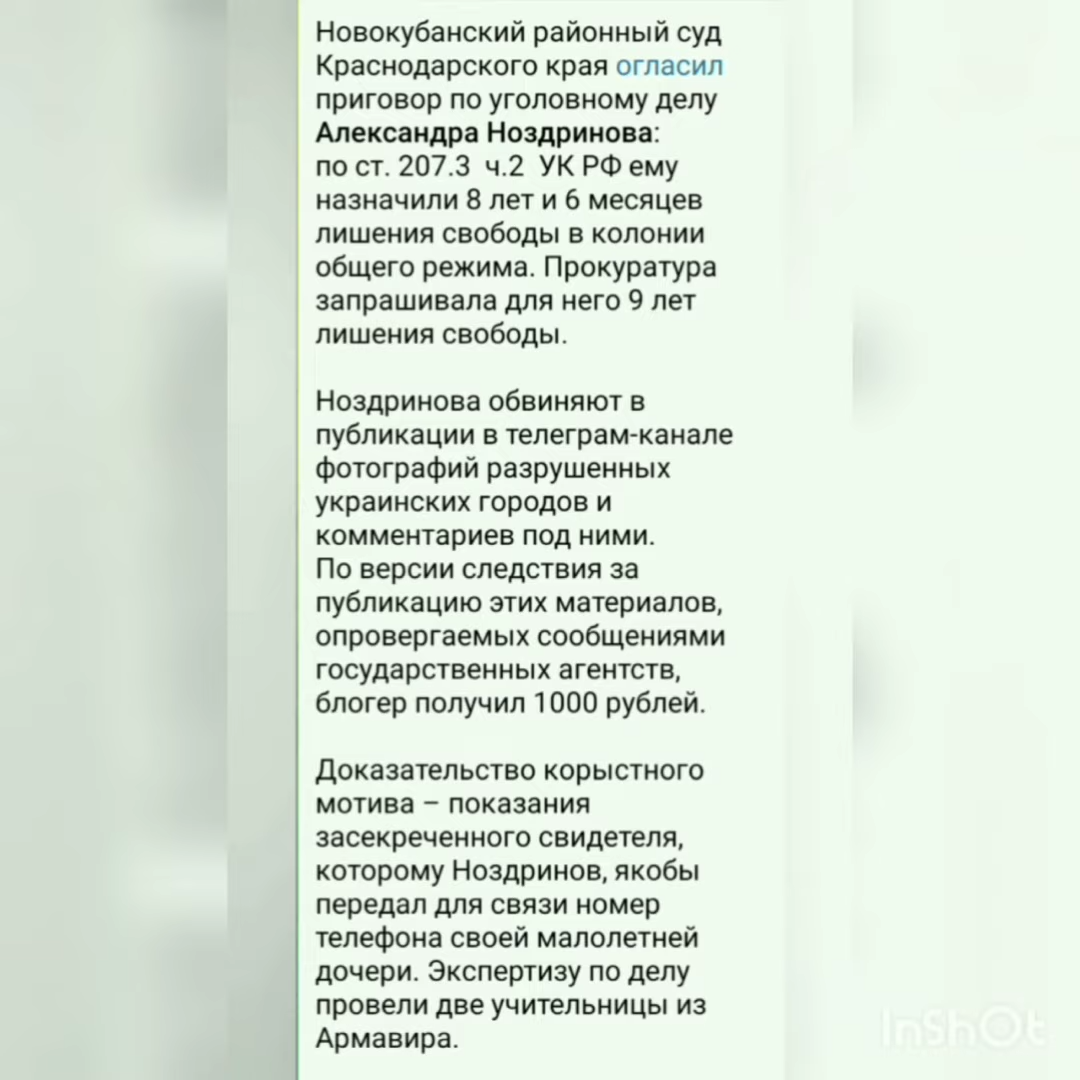 Новокубанский районный суд
Краснодарского края огласил
приговор по уголовному делу
Александра Ноздринова:
по ст. 207.3 ч.2 УК РФ ему
назначили 8 лет и 6 месяцев
лишения свободы в колонии
общего режима. Прокуратура
запрашивала для него 9 лет
лишения свободы.
Ноздринова обвиняют в
публикации в телеграм-канале
фотографий разрушенных
украинских городов и
комментариев под ними.
По версии следствия за
публикацию этих материалов,
опровергаемых сообщениями
государственных агентств,
блогер получил 1000 рублей.
Доказательство корыстного
мотива – показания
засекреченного свидетеля,
которому Ноздринов, якобы
передал для связи номер
телефона своей малолетней
дочери. Экспертизу по делу
провели две учительницы из
Армавира.
InShOt